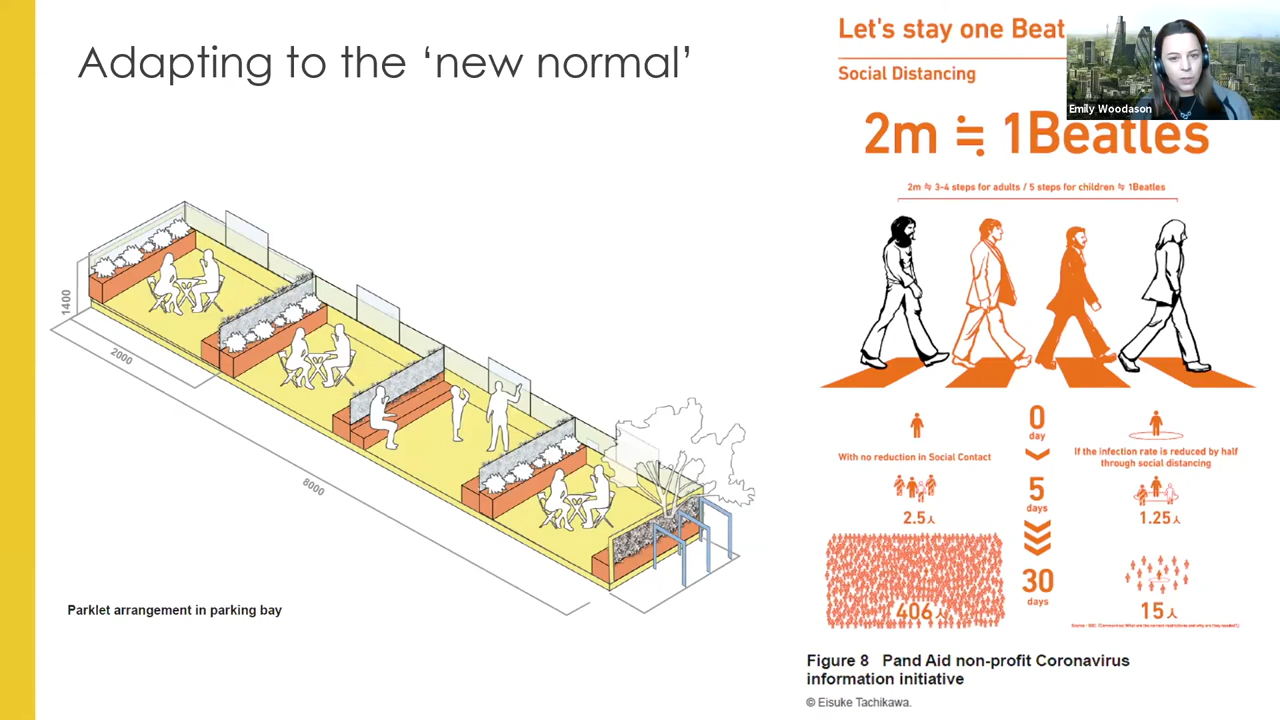 Adapting to the ‘new normal’
Let's stay one Beat
Social Distancing
Emily Woodason
2m ≒ 1Beatles
2m ≒ 3-4 steps for adults / 5 steps for children ≒ 1Beatles
1400
2000
8000
Parklet arrangement in parking bay
0
day
With no reduction in Social Contact
If the infection rate is reduced by half
through social distancing
5
days
2.5人
1.25人
30
days
406人
15人
Figure 8 Pand Aid non-profit Coronavirus
information initiative
© Eisuke Tachikawa.